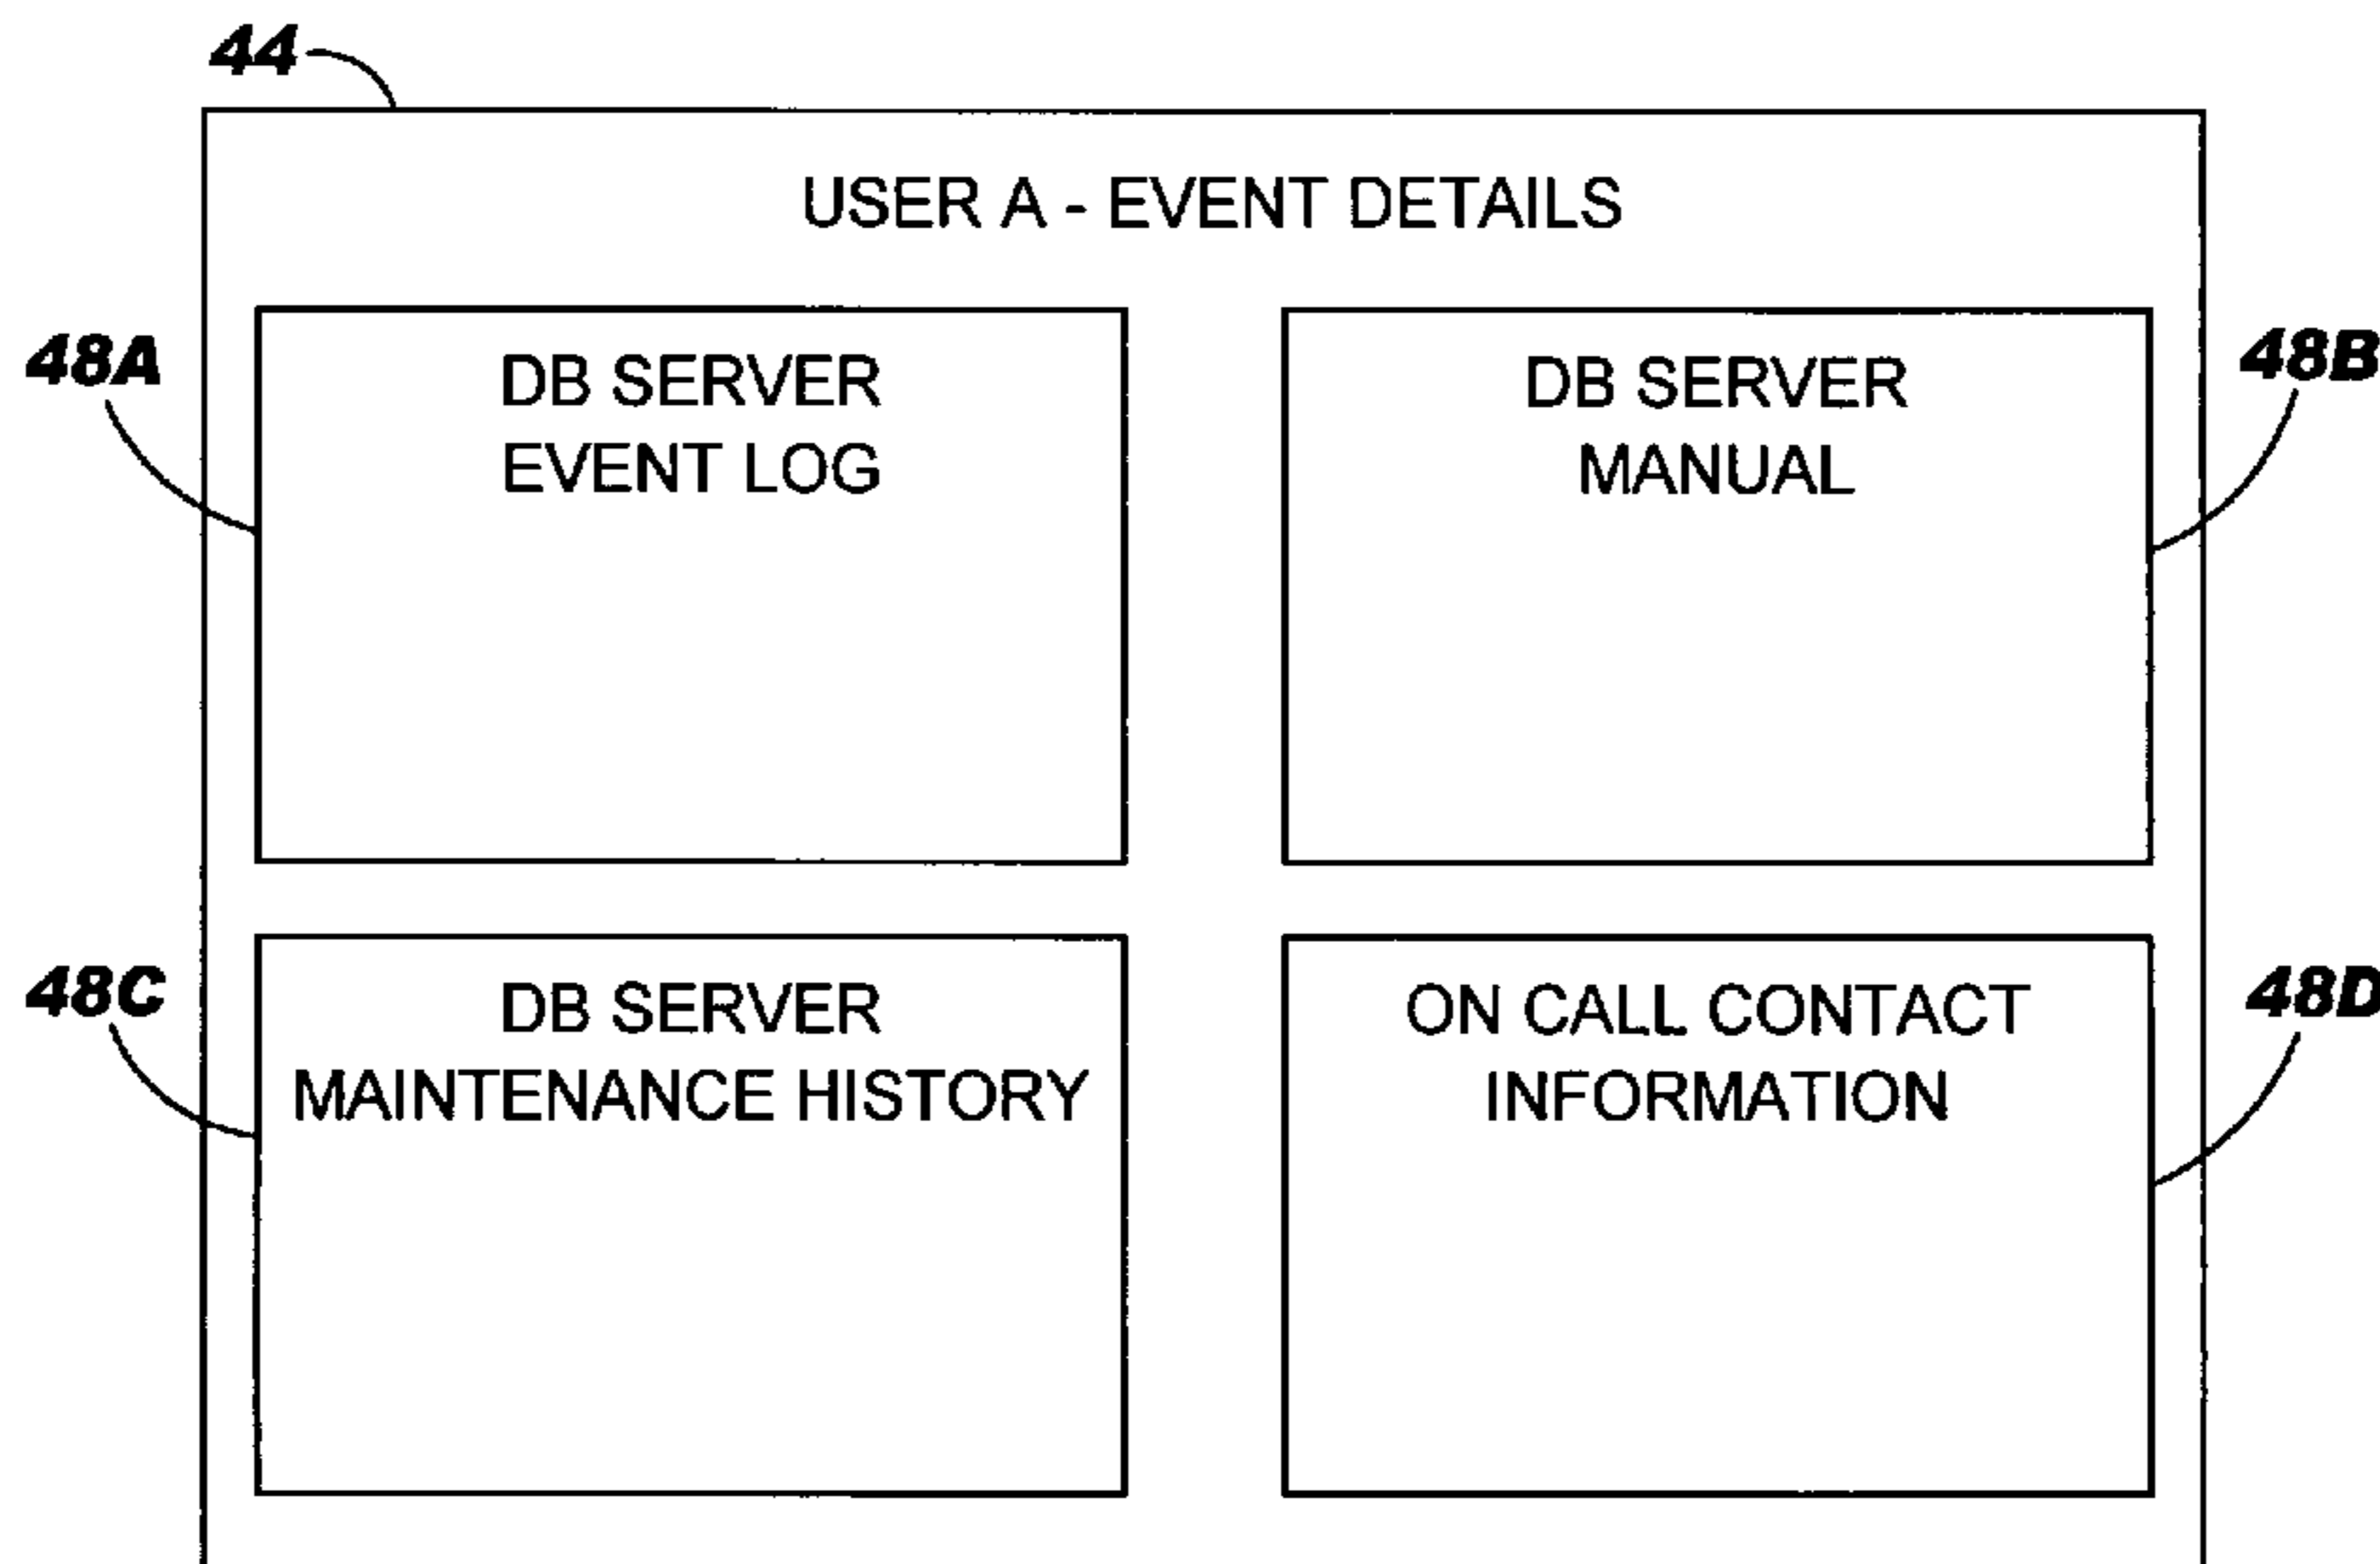 44
USER A - EVENT DETAILS
48A
DB SERVER
EVENT LOG
DB SERVER
MANUAL
48B
48C
DB SERVER
MAINTENANCE HISTORY
ON CALL CONTACT
INFORMATION
48D